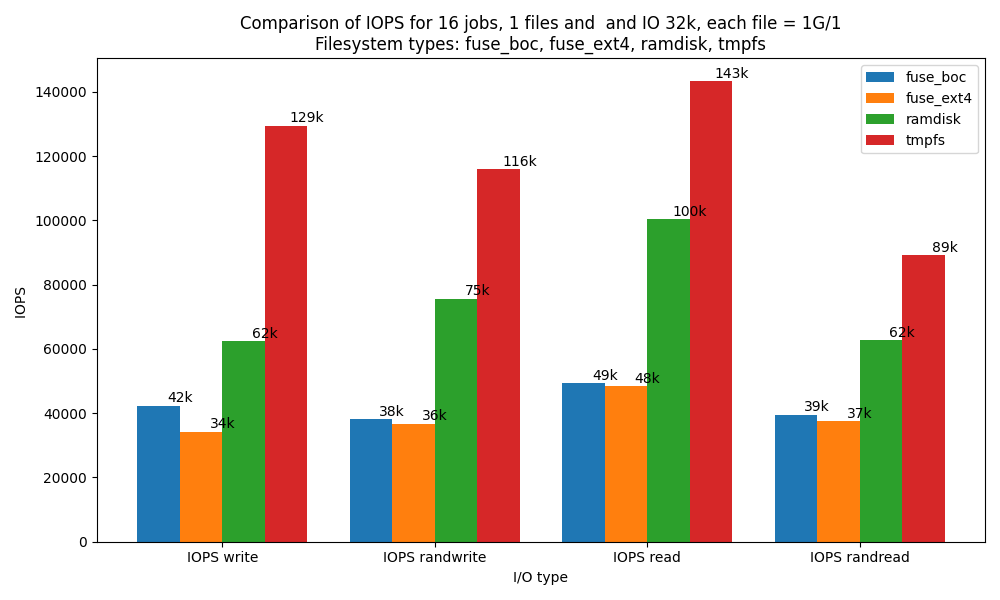 Comparison of IOPS for 16 jobs, 1 files and  and IO 32k, each file = 1G/1
Filesystem types: fuse_boc, fuse_ext4, ramdisk, tmpfs
fuse_boc
fuse_ext4
ramdisk
tmpfs
IOPS
140000
120000
100000
80000
60000
40000
20000
0
42k
34k
62k
129k
38k
36k
75k
116k
49k
48k
100k
143k
39k
37k
62k
89k
IOPS write
IOPS randwrite
IOPS read
IOPS randread
I/O type